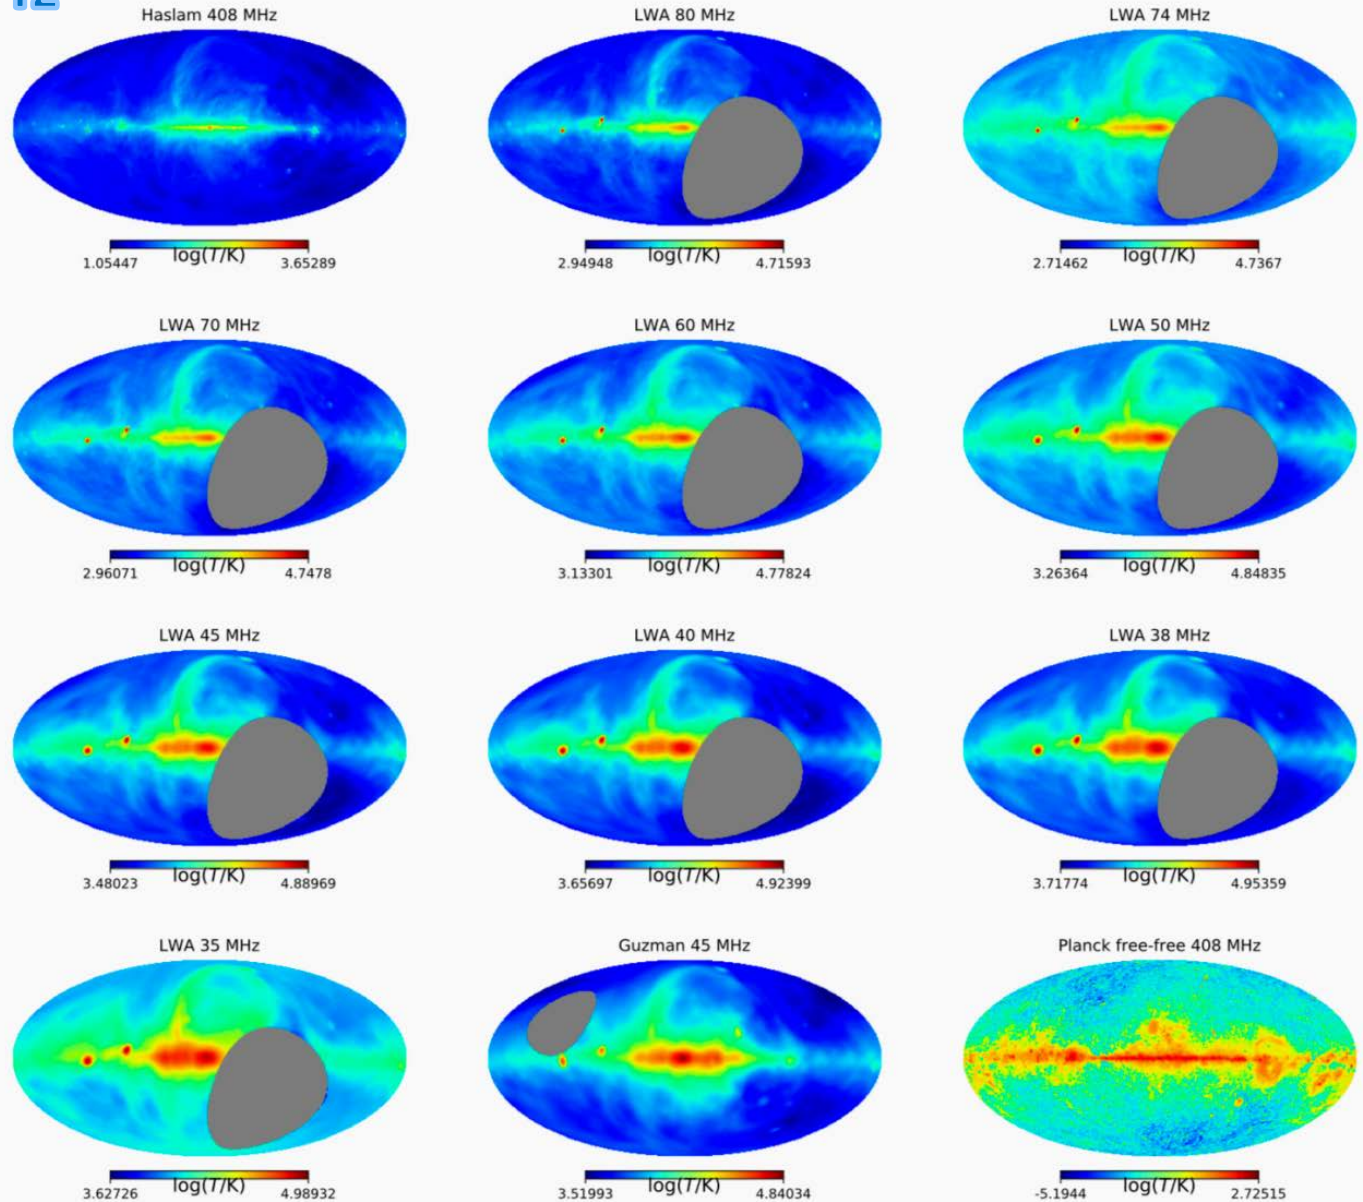 12
Haslam 408 MHz LWA 80 MHz LWA 74 MHz
log(T/K) log(T/K) log(T/K)
1.05447 3.65289 2.94948 4.71593 2.71462 4.7367
LWA 70 MHz LWA 60 MHz LWA 50 MHz
log(T/K) log(T/K) log(T/K)
2.96071 4.7478 3.13301 4.77824 3.26364 4.84835
LWA 45 MHz LWA 40 MHz LWA 38 MHz
log(T/K) log(T/K) log(T/K)
3.48023 4.88969 3.65697 4.92399 3.71774 4.95359
LWA 35 MHz Guzman 45 MHz Planck free-free 408 MHz
log(T/K) log(T/K) log(T/K)
3.62726 4.98932 3.51993 4.84034 -5.1944 2.72515